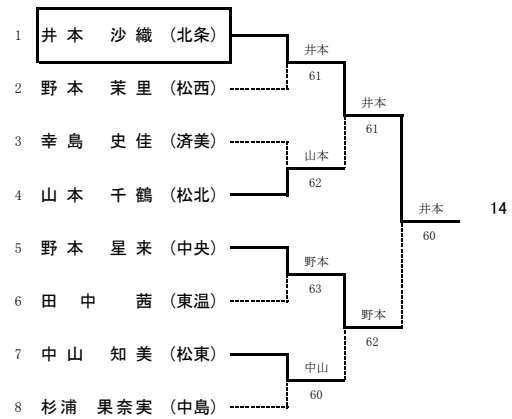 1 井本 沙織 (北条)
井本
61
2 野本 茉里 (松西)
井本
61
3 幸島 史佳 (済美)
山本
62
4 山本 千鶴 (松北)
井本 14
60
5 野本 星来 (中央)
野本
63
6 田中 茜 (東温)
野本
62
7 中山 知美 (松東)
中山
60
8 杉浦 果奈実 (中島)